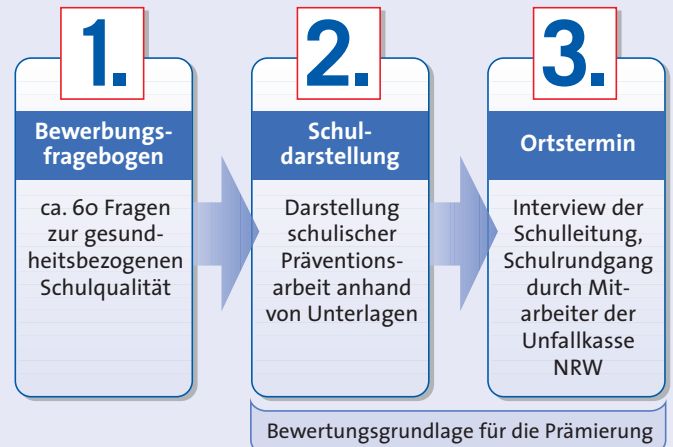 1.
Bewerbungs-
fragebogen
ca. 60 Fragen
zur gesund-
heitsbezogenen
Schulqualität
2.
Schul-
darstellung
Darstellung
schulischer
Präventions-
arbeit anhand
von Unterlagen
3.
Ortstermin
Interview der
Schulleitung,
Schulrundgang
durch Mit-
arbeiter der
Unfallkasse
NRW
Bewertungsgrundlage für die Prämierung